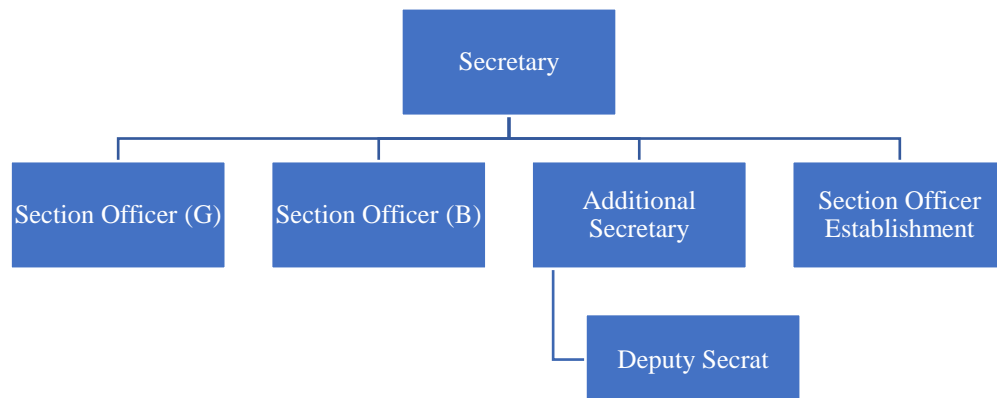 Secretary
Section Officer (G)
Section Officer (B)
Additional
Secretary
Section Officer
Establishment
Deputy Secrat